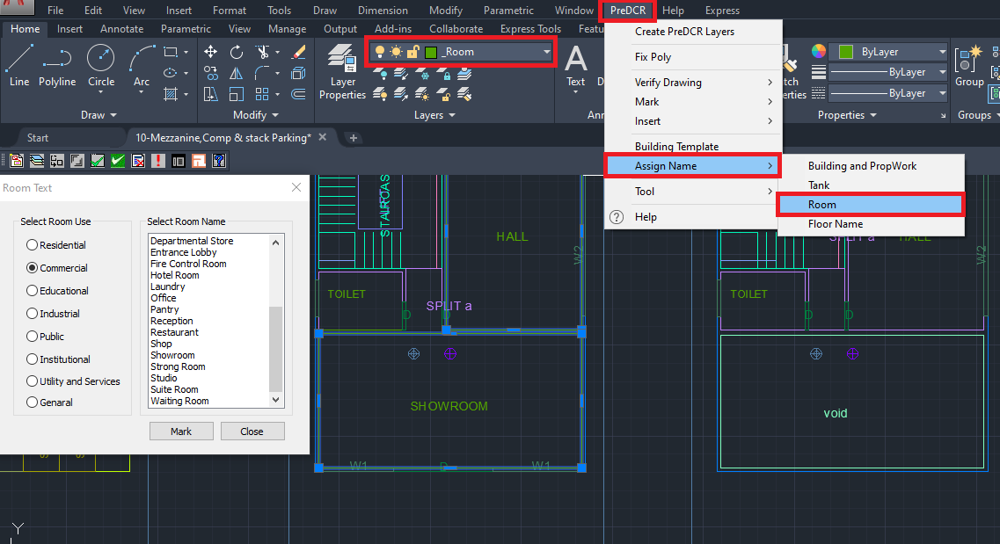 File Edit View Insert Format Tools Draw Dimension Modify Parametric Window PreDCR Help Express
Home Insert Annotate Parametric View Manage Output Add-ins Collaborate Express Tools Featu
Create PreDCR Layers
Fix Poly
Verify Drawing
Mark
Insert
Building Template
Assign Name
Tool
Help
Building and PropWork
Tank
Room
Floor Name
_Room
Line Polyline Circle Arc
Layer
Properties
Text
D
tch
erties
ByLayer
ByLayer
ByLayer
Group
Draw Modify Layers Ann Properties Groups
Start 10-Mezzanine,Comp & stack Parking*
Room Text
Select Room Use
Residential
Commercial
Educational
Industrial
Public
Institutional
Utility and Services
Genaral
Select Room Name
Departmental Store
Entrance Lobby
Fire Control Room
Hotel Room
Laundry
Office
Pantry
Reception
Restaurant
Shop
Showroom
Strong Room
Studio
Suite Room
Waiting Room
Mark Close
STAIRCAS
HALL
W2
TOILET
SPLIT a
D
D
SHOWROOM
W1 D W1
SPLIT a
HALL
W2
TOILET
D D
void
S S
Y